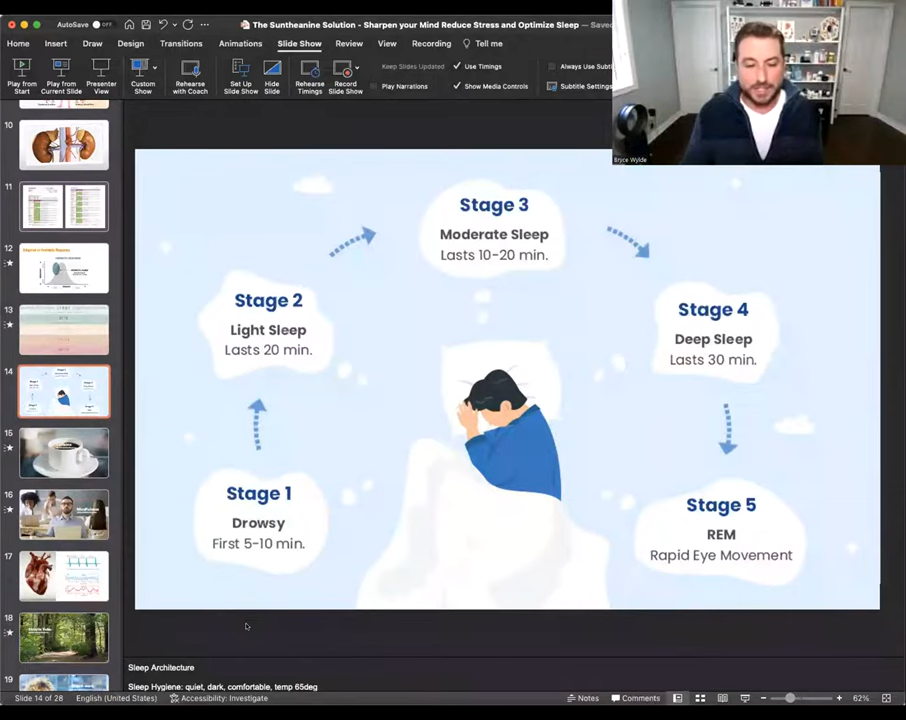 AutoSave OFF
The Suntheanine Solution - Sharpen your Mind Reduce Stress and Optimize Sleep — Saved
Home Insert Draw Design Transitions Animations Slide Show Review View Recording Tell me
Play from Start
Play from Current Slide
Presenter View
Custom Show
Rehearse with Coach
Set Up Slide Show
Hide Slide
Rehearse Timings
Record Slide Show
Keep Slides Updated
Use Timings
Always Use Subti
Play Narrations
Show Media Controls
Subtitle Settings
Bryce Wylde
10
11
12
13
14
15
16
17
18
19
Stage 3
Moderate Sleep
Lasts 10-20 min.
Stage 2
Light Sleep
Lasts 20 min.
Stage 4
Deep Sleep
Lasts 30 min.
Stage 1
Drowsy
First 5-10 min.
Stage 5
REM
Rapid Eye Movement
Sleep Architecture
Sleep Hygiene: quiet, dark, comfortable, temp 65deg
Slide 14 of 28 English (United States) Accessibility: Investigate Notes Comments 62%